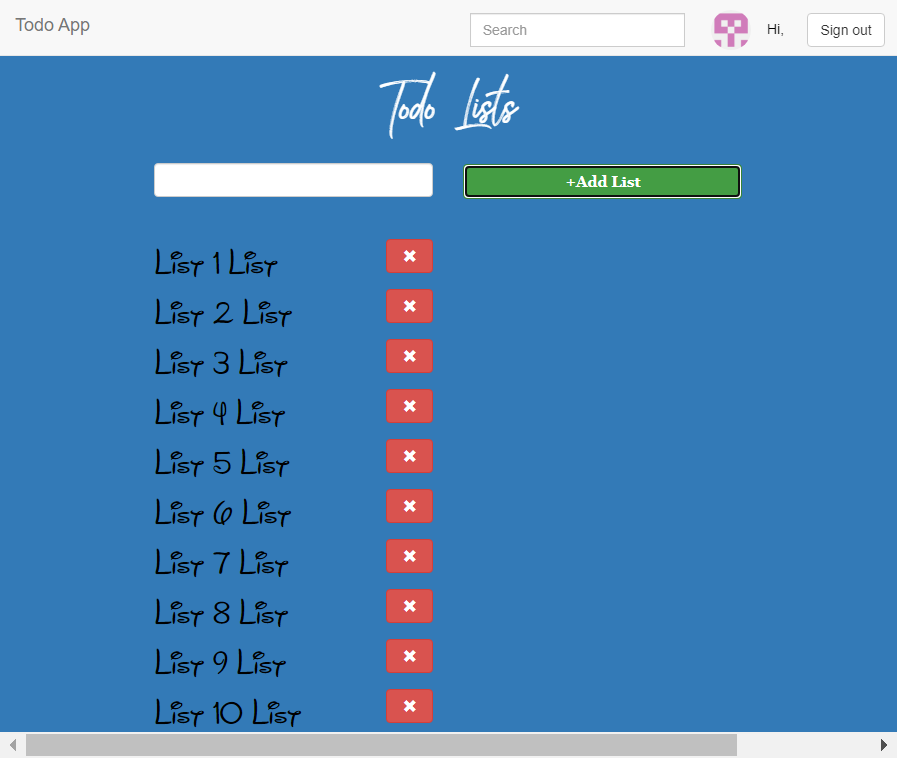 Todo App
Search
Hi,
Sign out
Todo Lists
+Add List
List 1 List
List 2 List
List 3 List
List 4 List
List 5 List
List 6 List
List 7 List
List 8 List
List 9 List
List 10 List